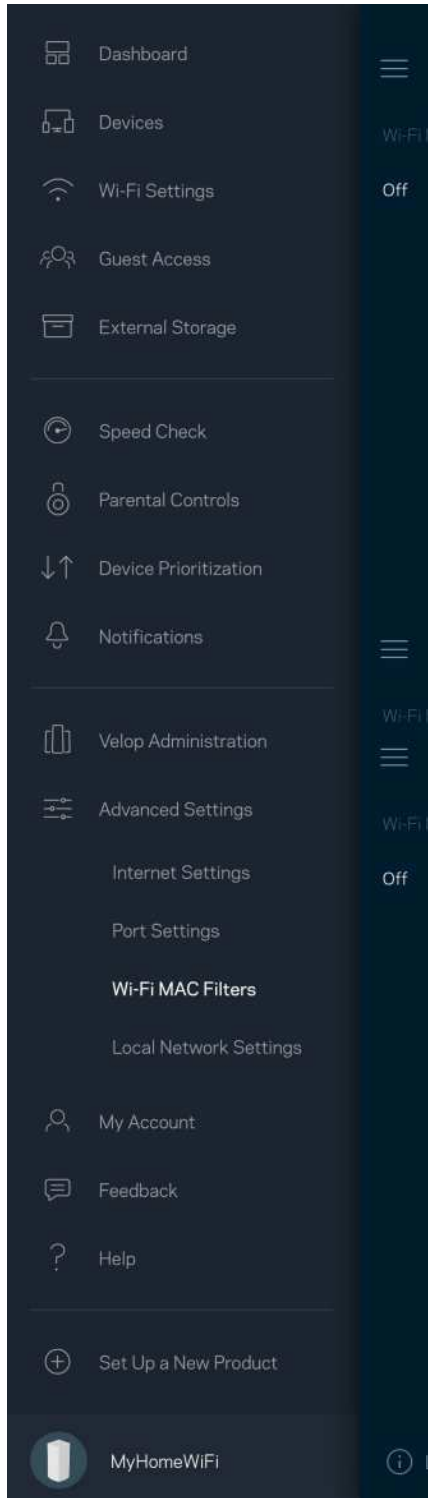 Dashboard
Devices
Wi-Fi Settings
Off
Guest Access
External Storage
Speed Check
Parental Controls
Device Prioritization
Notifications
Velop Administration
Advanced Settings
Internet Settings
Off
Port Settings
Wi-Fi MAC Filters
Local Network Settings
My Account
Feedback
Help
Set Up a New Product
MyHomeWiFi